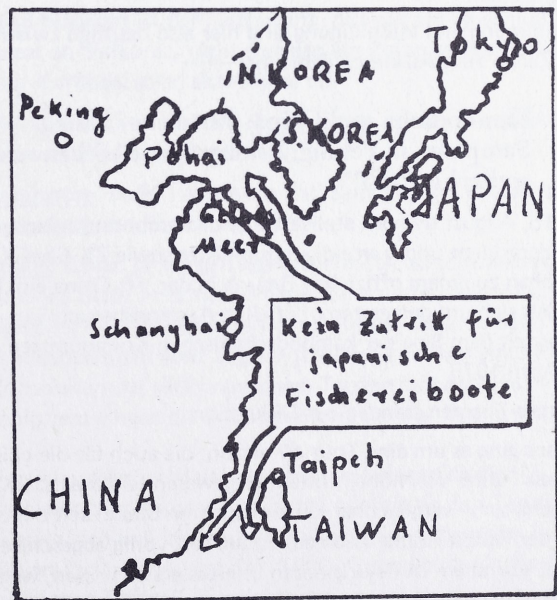 Tokyo
N. KOREA
Peking
S KOREA
Pohai
JAPAN
Gelbes
Meer
Schanghai
Kein Zutritt für
japanische
Fischereiboote
Taipeh
CHINA
TAIWAN